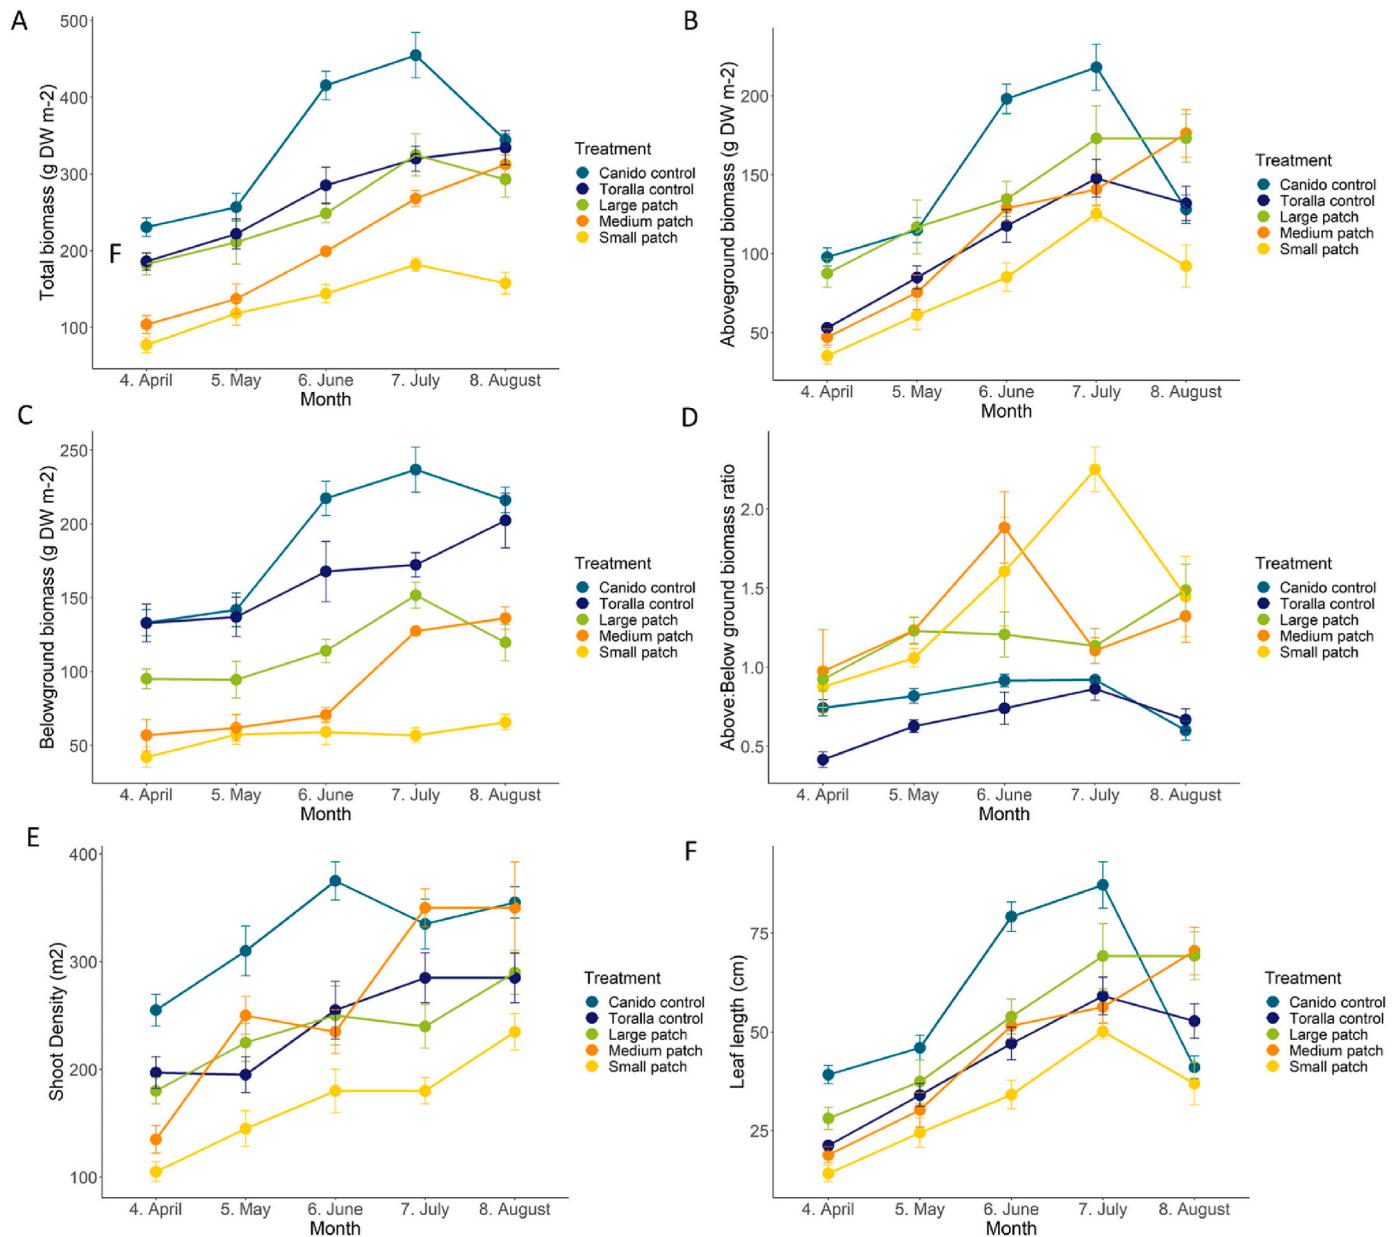 A
Total biomass (g DW m-2)
500
400
300
200
100
F
4. April 5. May 6. June 7. July 8. August
Month
Treatment
Canido control
Toralla control
Large patch
Medium patch
Small patch
B
Aboveground biomass (g DW m-2)
200
150
100
50
4. April 5. May 6. June 7. July 8. August
Month
Treatment
Canido control
Toralla control
Large patch
Medium patch
Small patch
C
Belowground biomass (g DW m-2)
250
200
150
100
50
4. April 5. May 6. June 7. July 8. August
Month
Treatment
Canido control
Toralla control
Large patch
Medium patch
Small patch
D
Above:Below ground biomass ratio
2.0
1.5
1.0
0.5
4. April 5. May 6. June 7. July 8. August
Month
Treatment
Canido control
Toralla control
Large patch
Medium patch
Small patch
E
Shoot Density (m2)
400
300
200
100
4. April 5. May 6. June 7. July 8. August
Month
Treatment
Canido control
Toralla control
Large patch
Medium patch
Small patch
F
Leaf length (cm)
75
50
25
4. April 5. May 6. June 7. July 8. August
Month
Treatment
Canido control
Toralla control
Large patch
Medium patch
Small patch